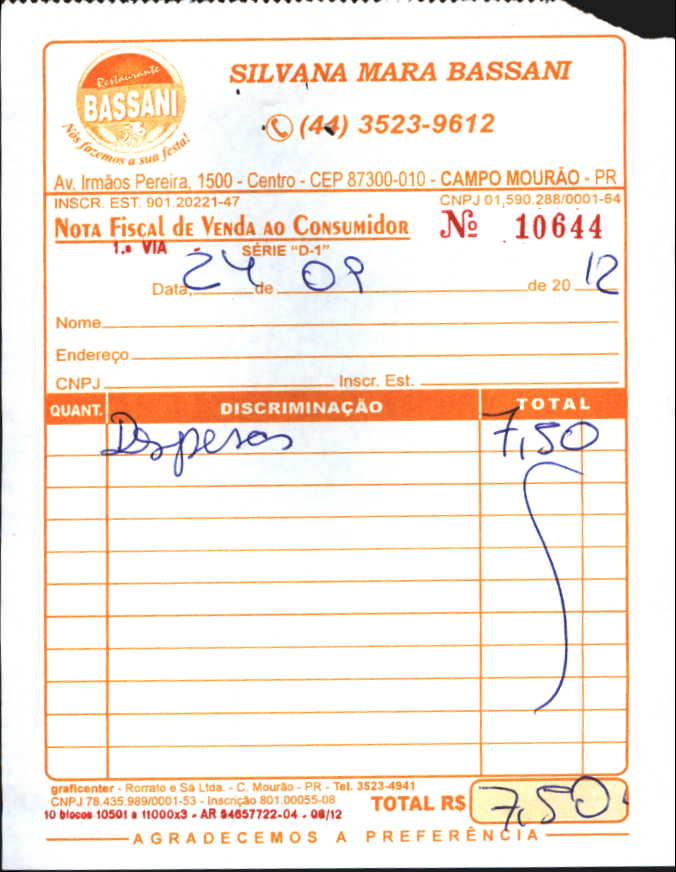 Restaurante
BASSANI
Nós fazemos a sua festa!
SILVANA MARA BASSANI
(44) 3523-9612
Av. Irmãos Pereira, 1500 - Centro - CEP 87300-010 - CAMPO MOURÃO - PR
INSCR. EST. 901.20221-47 CNPJ 01.590.288/0001-64
NOTA FISCAL DE VENDA AO CONSUMIDOR Nº 10644
1.ª VIA - SÉRIE "D-1"
Data, 24 de 09 de 20 12
Nome
Endereço
CNPJ Inscr. Est.
QUANT. DISCRIMINAÇÃO TOTAL
Despesas 7,50
graficenter - Rorrato e Sá Ltda. - C. Mourão - PR - Tel. 3523-4941
CNPJ 78.435.989/0001-53 - Inscrição 801.00055-08
10 blocos 10501 a 11000x3 - AR 54657722-04 - 08/12
TOTAL R$ 7,50
AGRADECEMOS A PREFERÊNCIA